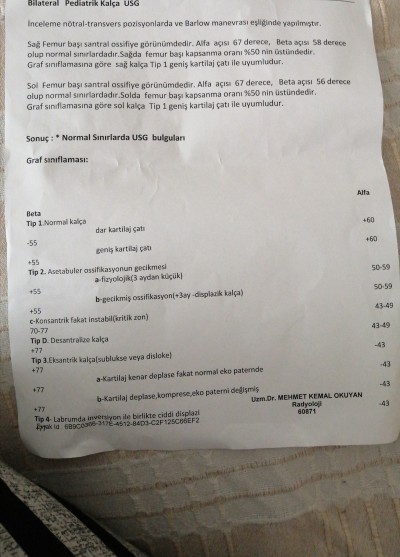 Bilateral Pediatrik Kalça USG
İnceleme nötral-transvers pozisyonlarda ve Barlow manevrası eşliğinde yapılmıştır.
Sağ Femur başı santral ossifiye görünümdedir. Alfa açısı 67 derece, Beta açısı 58 derece
olup normal sınırlardadır.Sağda femur başı kapsanma oranı %50 nin üstündedir.
Graf sınıflamasına göre sağ kalça Tip 1 geniş kartilaj çatı ile uyumludur.
Sol Femur başı santral ossifiye görünümdedir. Alfa açısı 67 derece, Beta açısı 56 derece
olup normal sınırlardadır.Solda femur başı kapsanma oranı %50 nin üstündedir.
Graf sınıflamasına göre sol kalça Tip 1 geniş kartilaj çatı ile uyumludur.
Sonuç : * Normal Sınırlarda USG bulguları
Graf sınıflaması:
Alfa
Beta
Tip 1.Normal kalça
dar kartilaj çatı +60
-55
geniş kartilaj çatı +60
+55
Tip 2. Asetabuler ossifikasyonun gecikmesi
a-fizyolojik(3 aydan küçük) 50-59
+55
b-gecikmiş ossifikasyon(+3ay -displazik kalça) 50-59
+55
c-Konsantrik fakat instabil(kritik zon) 43-49
70-77
Tip D. Desantralize kalça 43-49
+77
Tip 3.Eksantrik kalça(sublukse veya disloke) -43
+77
a-Kartilaj kenar deplase fakat normal eko paternde -43
+77
b-Kartilaj deplase,komprese,eko paterni değişmiş -43
+77
Uzm.Dr. MEHMET KEMAL OKUYAN
Radyoloji
60871
Tip 4- Labrumda inversiyon ile birlikte ciddi displazi -43